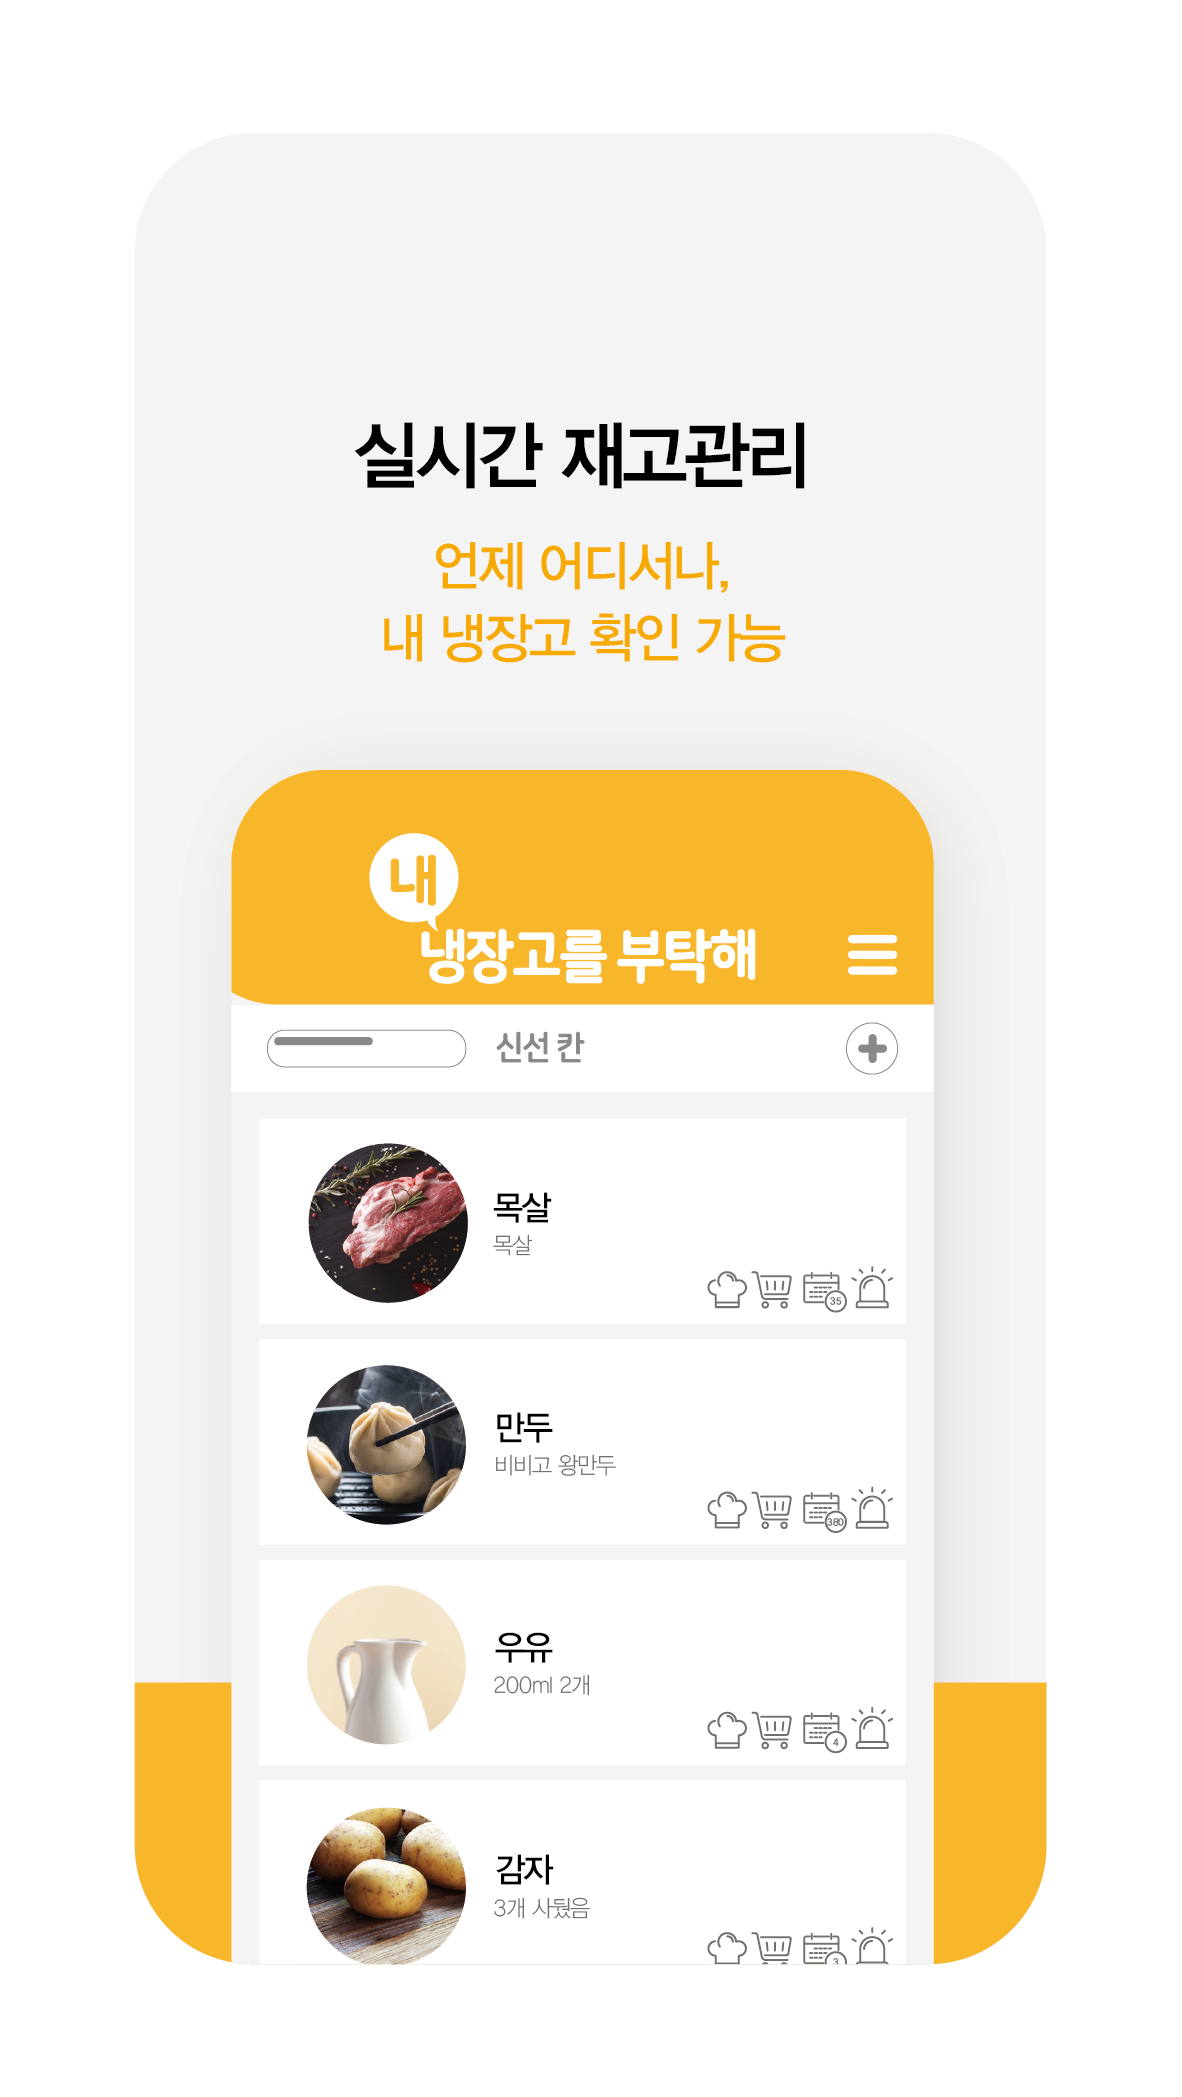 실시간 재고관리
언제 어디서나,
내 냉장고 확인 가능
내
냉장고를 부탁해
신선 칸
목살
목살
35
만두
비비고 왕만두
380
우유
200ml 2개
4
감자
3개 사뒀음
3